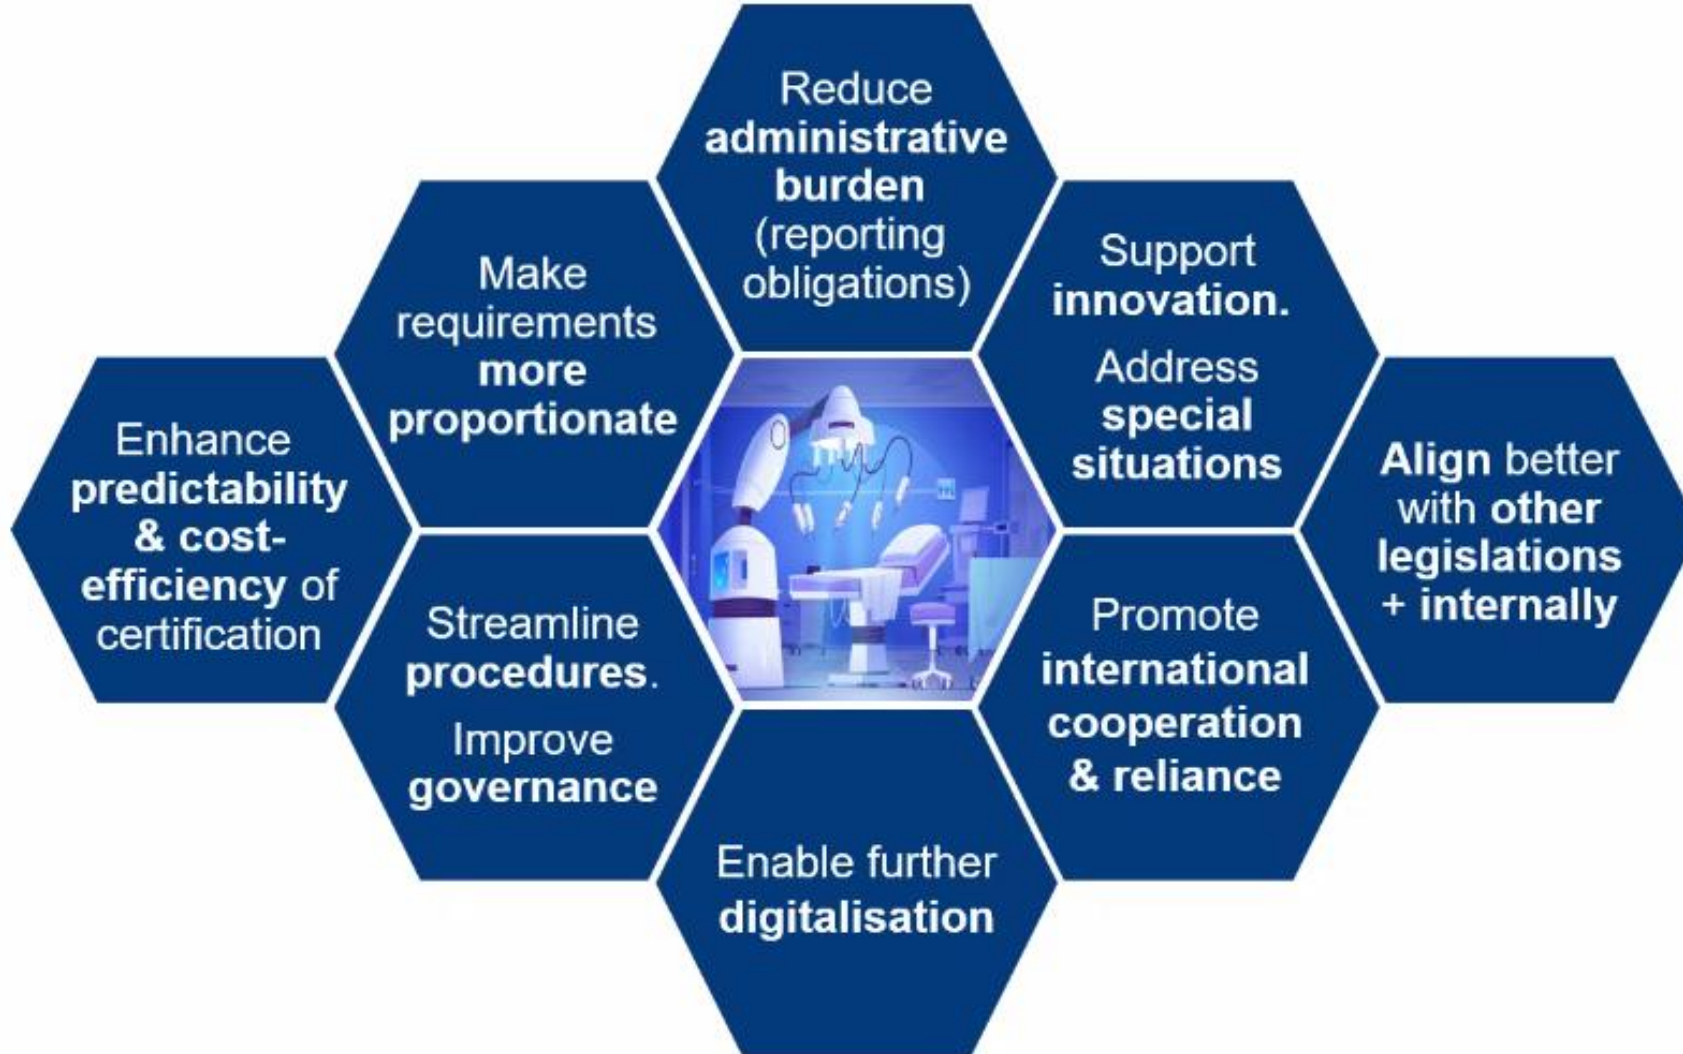 Reduce
administrative
burden
(reporting
obligations)
Make
requirements
more
proportionate
Support
innovation.
Address
special
situations
Enhance
predictability
& cost-
efficiency of
certification
Align better
with other
legislations
+ internally
Streamline
procedures.
Improve
governance
Promote
international
cooperation
& reliance
Enable further
digitalisation